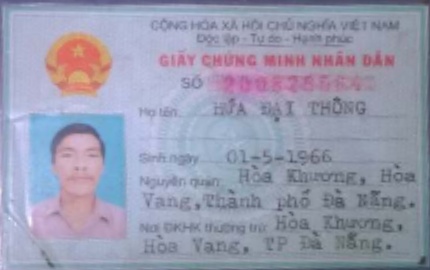 CỘNG HÒA XÃ HỘI CHỦ NGHĨA VIỆT NAM
Độc lập - Tự do - Hạnh phúc
GIẤY CHỨNG MINH NHÂN DÂN
SỐ
Họ tên HỨA ĐẠI THÔNG
Sinh ngày 01-5-1966
Nguyên quán Hòa Khương, Hòa
Vang, Thành phố Đà Nẵng.
Nơi ĐKHK thường trú Hòa Khương,
Hòa Vang, TP Đà Nẵng.